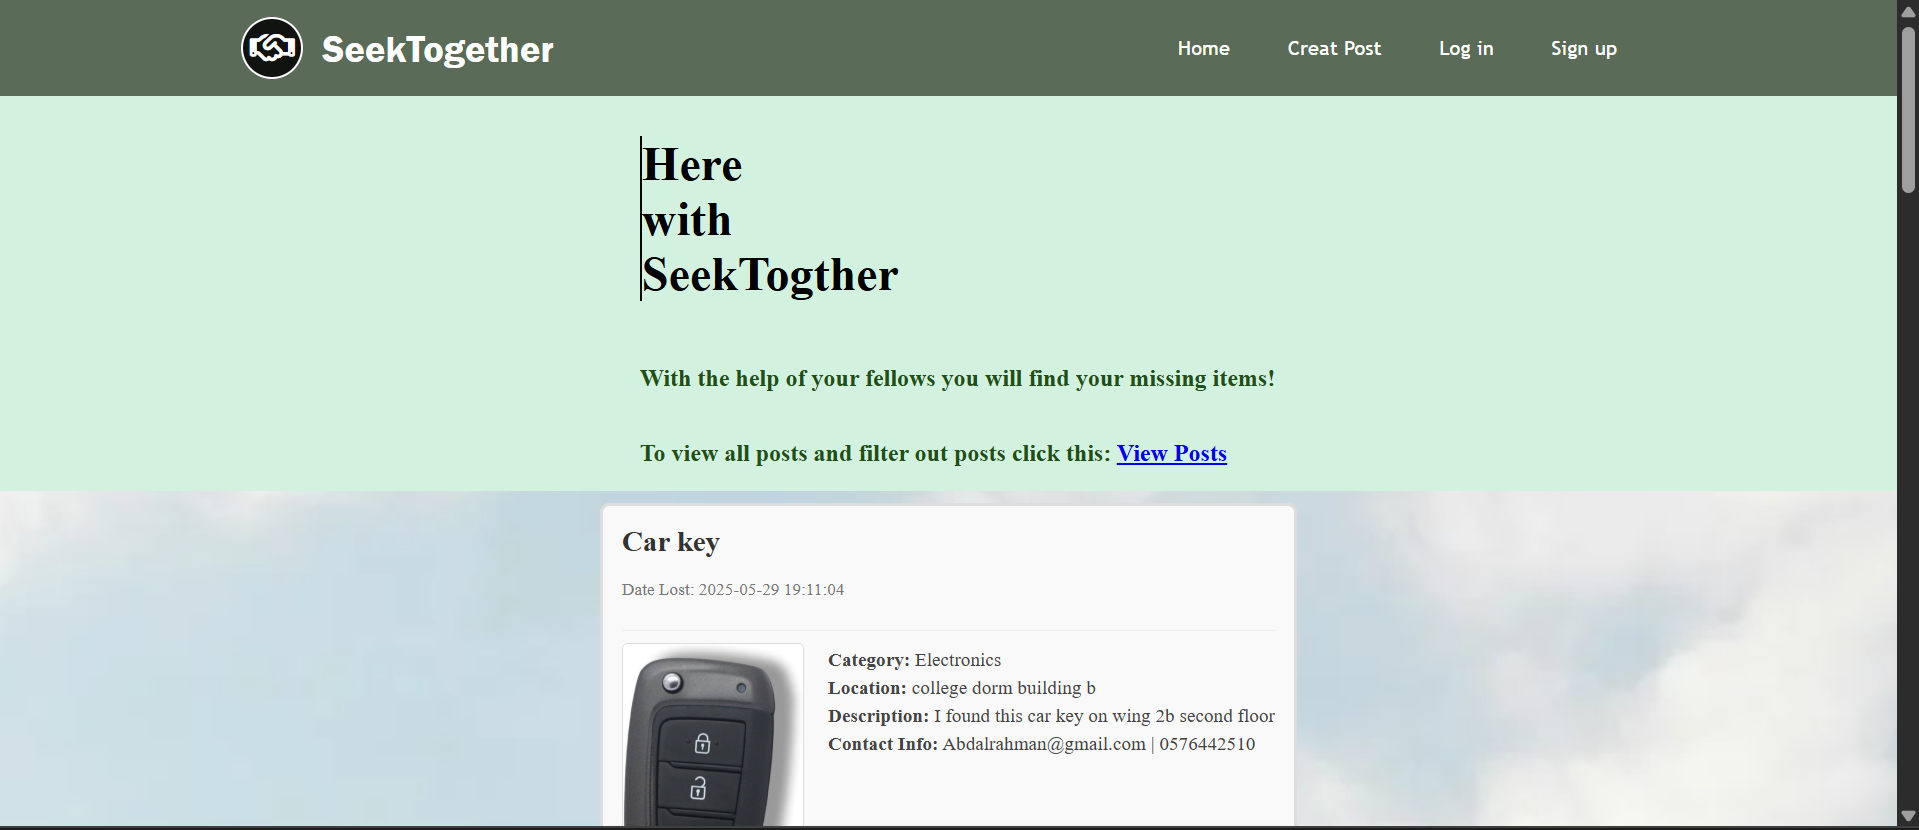 SeekTogether
Home
Creat Post
Log in
Sign up
Here
with
SeekTogther
With the help of your fellows you will find your missing items!
To view all posts and filter out posts click this: View Posts
Car key
Date Lost: 2025-05-29 19:11:04
Category: Electronics
Location: college dorm building b
Description: I found this car key on wing 2b second floor
Contact Info: Abdalrahman@gmail.com | 0576442510